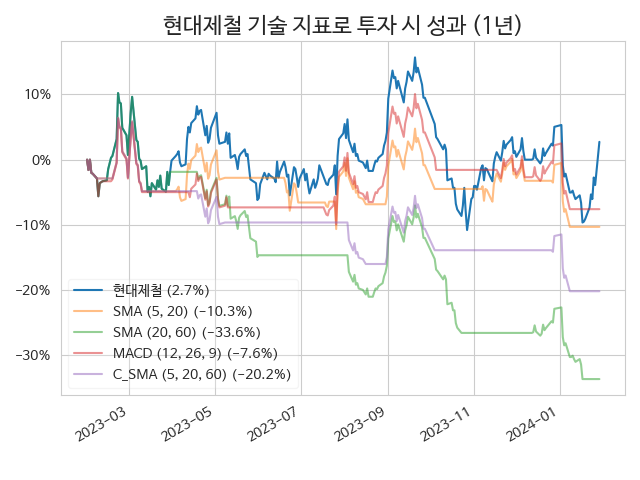 현대제철 기술 지표로 투자 시 성과 (1년)
10%
0%
−10%
−20%
−30%
현대제철 (2.7%)
SMA (5, 20) (−10.3%)
SMA (20, 60) (−33.6%)
MACD (12, 26, 9) (−7.6%)
C_SMA (5, 20, 60) (−20.2%)
2023−03
2023−05
2023−07
2023−09
2023−11
2024−01